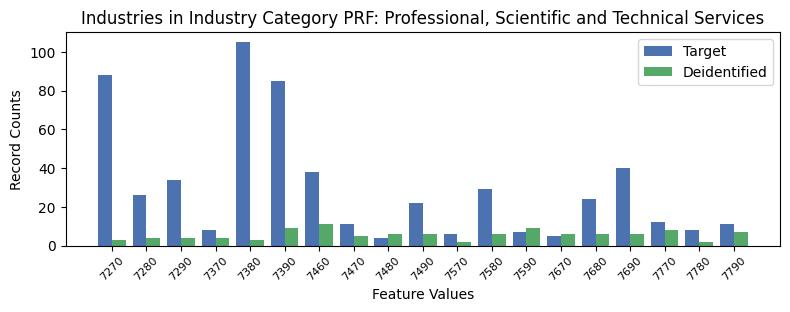 Industries in Industry Category PRF: Professional, Scientific and Technical Services
Target
Deidentified
Record Counts
100
80
60
40
20
0
7270 7280 7290 7370 7380 7390 7460 7470 7480 7490 7570 7580 7590 7670 7680 7690 7770 7780 7790
Feature Values